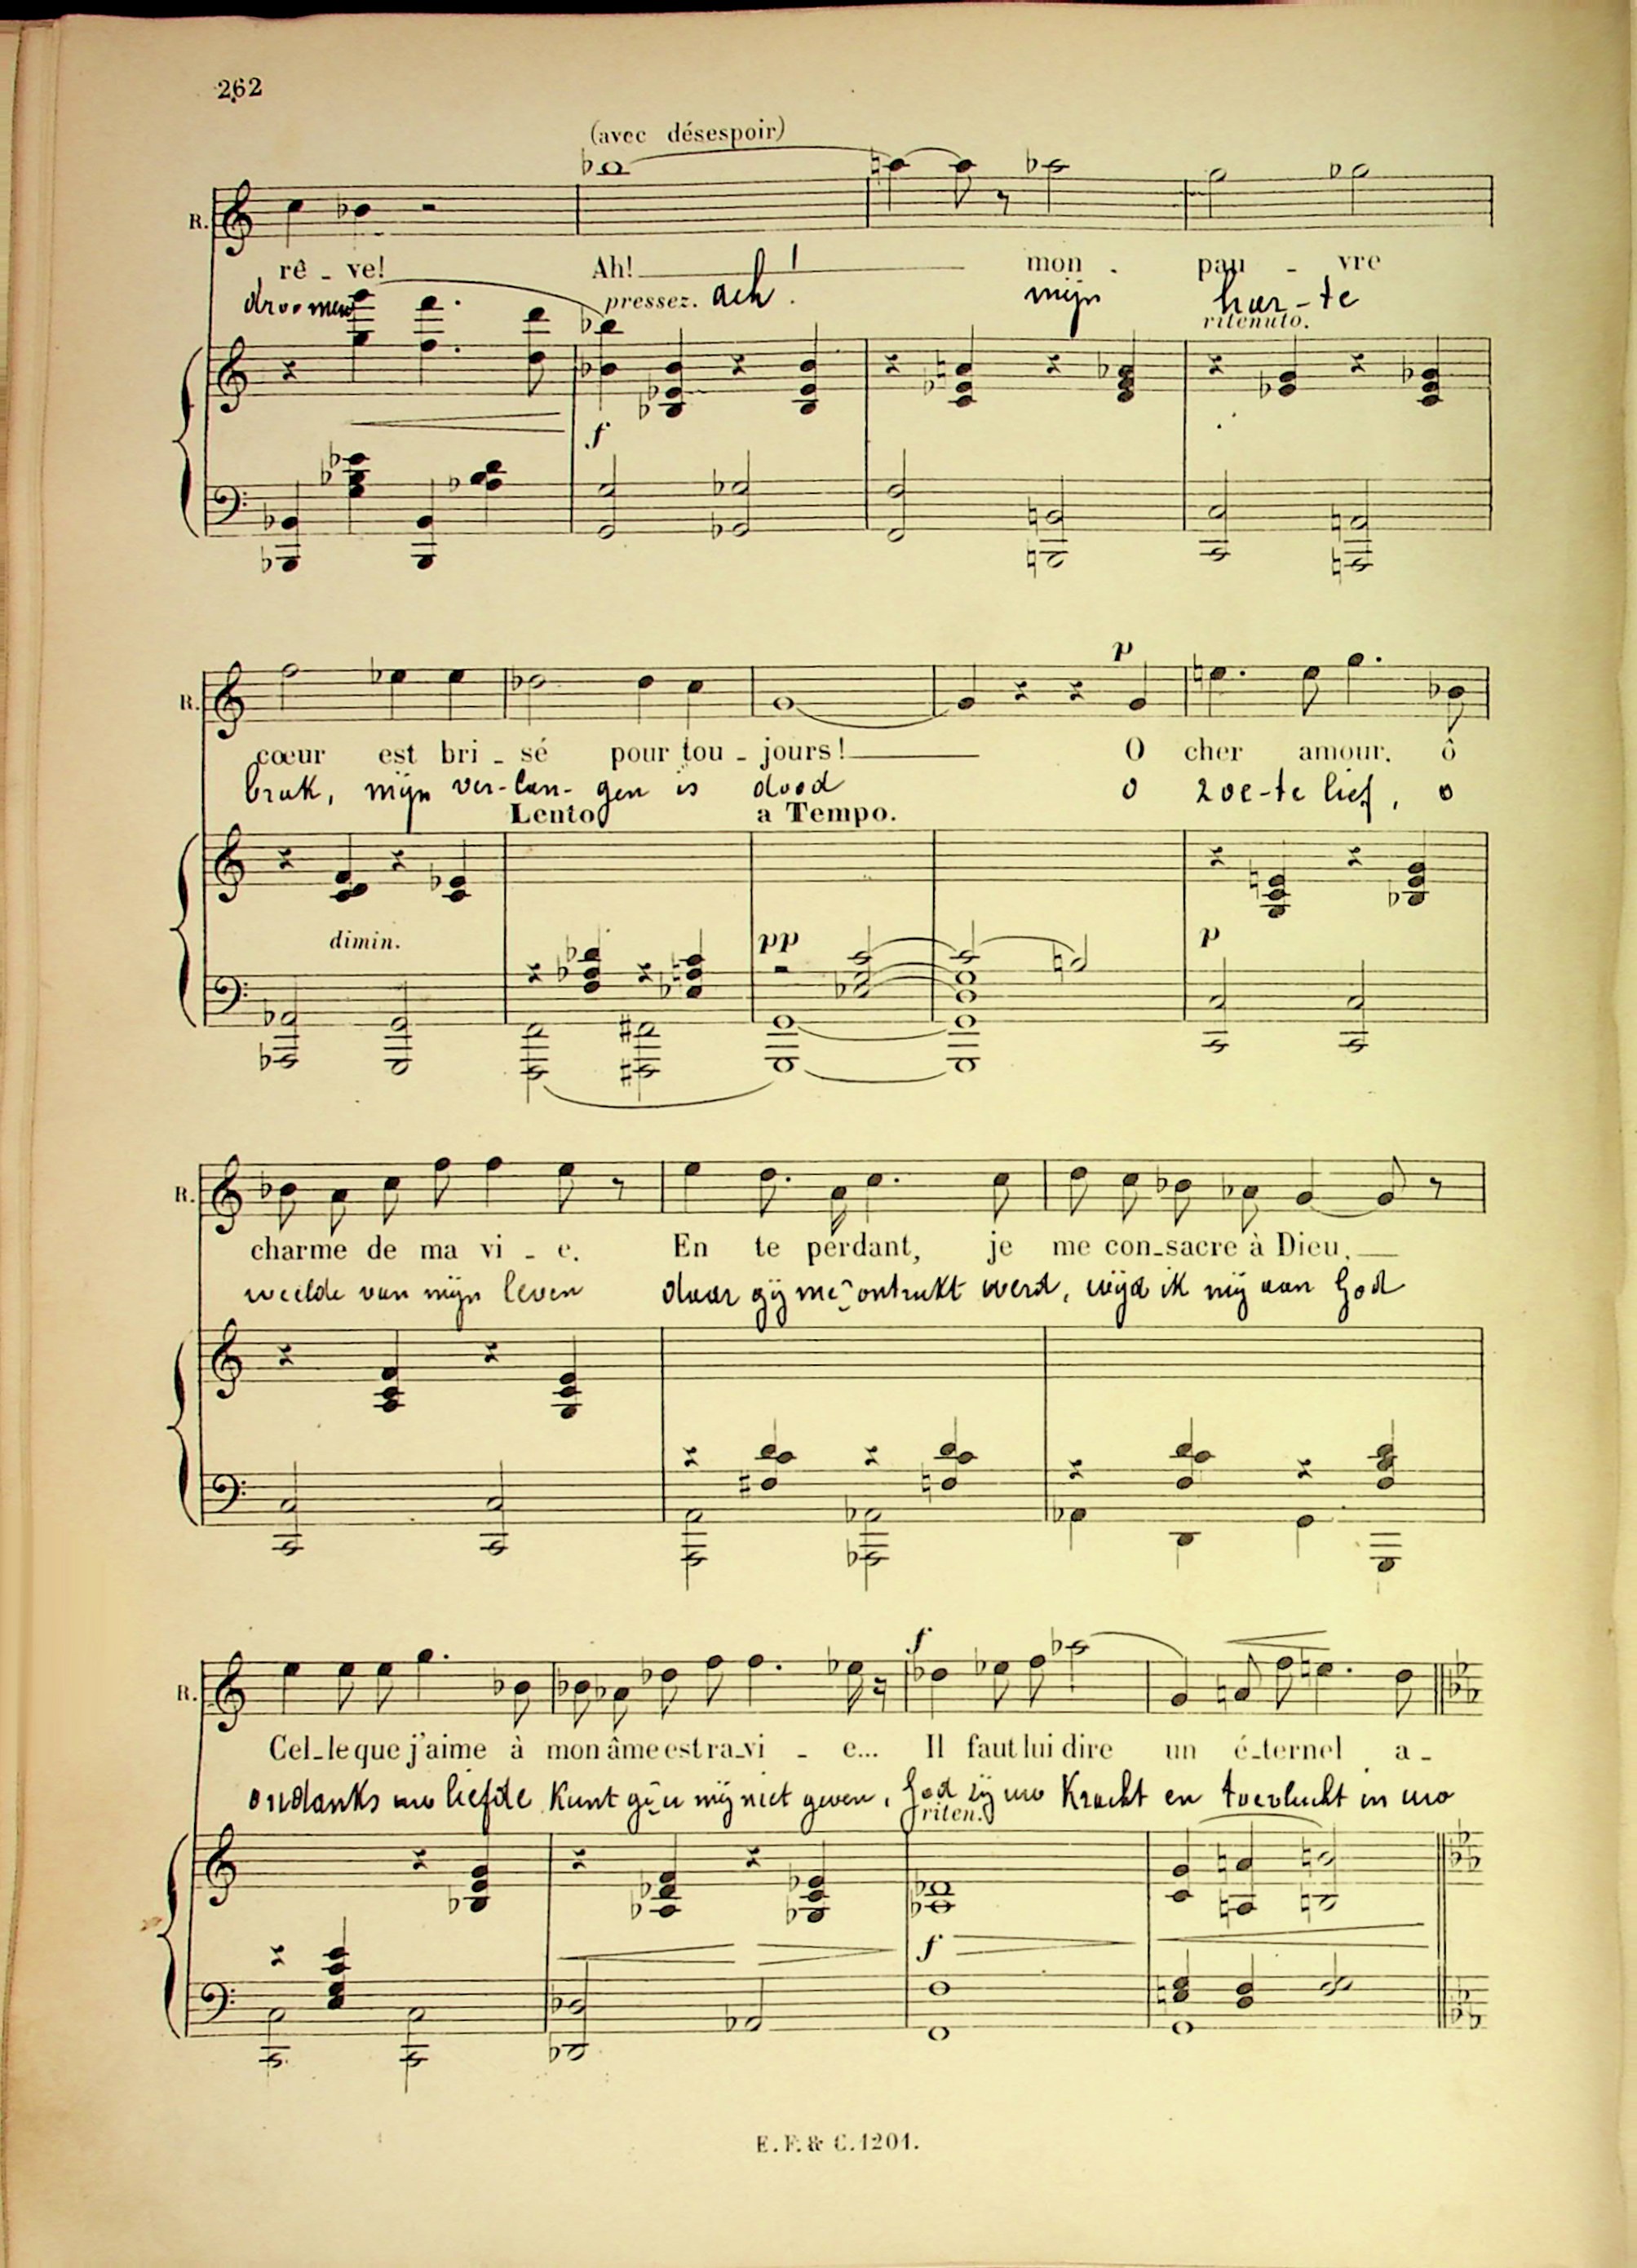 262
(avec désespoir)
R.
rê - ve! Ah! mon pau - vre
droomen pressez. ach! mijn har-te
ritenuto.
f
p
R.
cœur est bri - sé pour tou - jours! O cher amour, ô
brak, mijn ver-lan-gen is dood o zoe-te lief, o
Lento a Tempo.
dimin. pp p
R.
charme de ma vi - e. En te perdant, je me con-sacre à Dieu,
weelde van mijn leven daar gij me ontrukt werd, wijd ik mij aan God
f
R.
Cel-le que j'aime à mon âme est ra-vi - e... Il faut lui dire un é-ternel a-
ondanks uw liefde kunt gij u mij niet geven, God zij uw kracht en toevlucht in uw
riten.
f
E. F. & C. 1201.